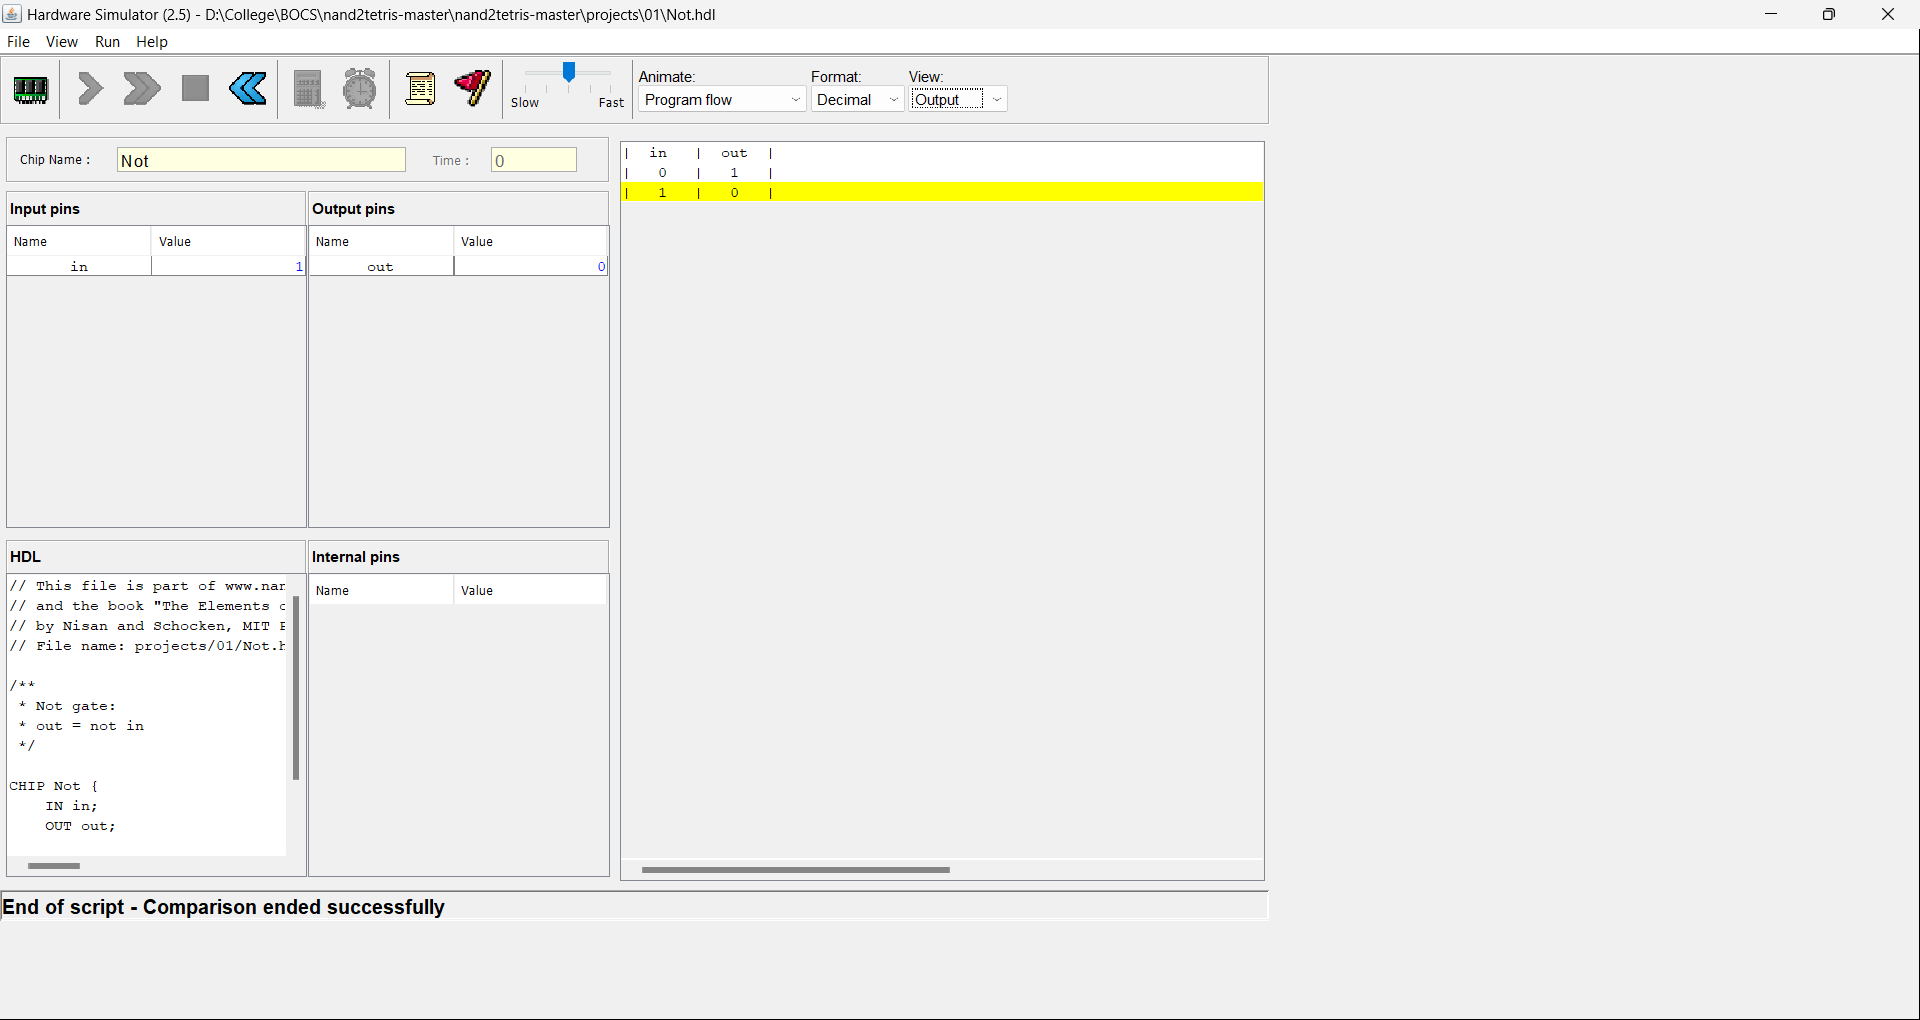 Hardware Simulator (2.5) - D:\College\BOCS\nand2tetris-master\nand2tetris-master\projects\01\Not.hdl
File View Run Help
Slow Fast
Animate: Format: View:
Program flow Decimal Output
Chip Name : Not Time : 0
Input pins
Name Value
in 1
Output pins
Name Value
out 0
HDL
// This file is part of www.nan
// and the book "The Elements o
// by Nisan and Schocken, MIT P
// File name: projects/01/Not.h
/**
* Not gate:
* out = not in
*/
CHIP Not {
IN in;
OUT out;
Internal pins
Name Value
| in | out |
| 0 | 1 |
| 1 | 0 |
End of script - Comparison ended successfully